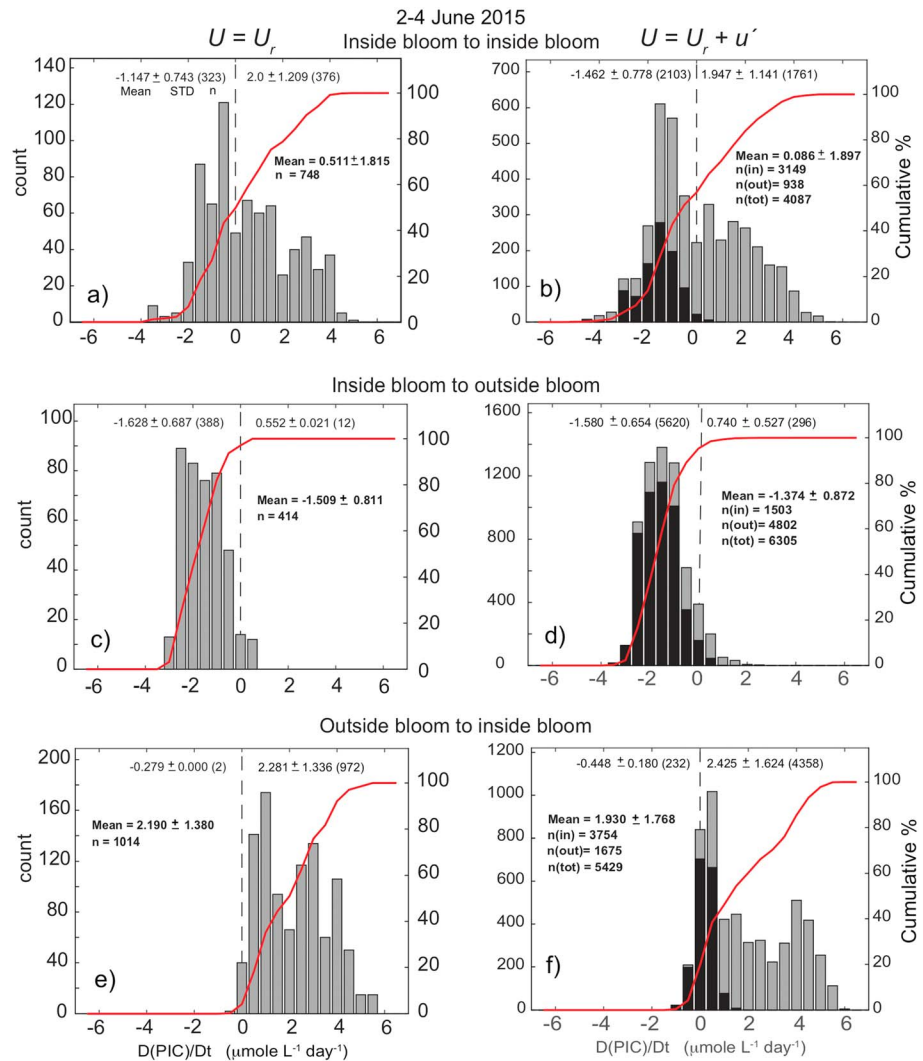 2-4 June 2015
U = Uᵣ
U = Uᵣ + u´
Inside bloom to inside bloom
-1.147 ± 0.743 (323)
Mean STD n
2.0 ± 1.209 (376)
Mean = 0.511 ± 1.815
n = 748
a)
count
140
120
100
80
60
40
20
0
100
80
60
40
20
0
-6 -4 -2 0 2 4 6
-1.462 ± 0.778 (2103)
1.947 ± 1.141 (1761)
Mean = 0.086 ± 1.897
n(in) = 3149
n(out) = 938
n(tot) = 4087
b)
700
600
500
400
300
200
100
0
100
80
60
40
20
0
Cumulative %
-6 -4 -2 0 2 4 6
Inside bloom to outside bloom
-1.628 ± 0.687 (388)
0.552 ± 0.021 (12)
Mean = -1.509 ± 0.811
n = 414
c)
count
100
80
60
40
20
0
100
80
60
40
20
0
-6 -4 -2 0 2 4 6
-1.580 ± 0.654 (5620)
0.740 ± 0.527 (296)
Mean = -1.374 ± 0.872
n(in) = 1503
n(out) = 4802
n(tot) = 6305
d)
1600
1400
1200
1000
800
600
400
0
100
80
60
40
20
0
Cumulative %
-6 -4 -2 0 2 4 6
Outside bloom to inside bloom
-0.279 ± 0.000 (2)
2.281 ± 1.336 (972)
Mean = 2.190 ± 1.380
n = 1014
e)
count
200
160
120
80
40
0
100
80
60
40
20
0
-6 -4 -2 0 2 4 6
D(PIC)/Dt (μmole L⁻¹ day⁻¹)
-0.448 ± 0.180 (232)
2.425 ± 1.624 (4358)
Mean = 1.930 ± 1.768
n(in) = 3754
n(out) = 1675
n(tot) = 5429
f)
1200
1000
800
600
400
200
0
100
80
60
40
20
0
Cumulative %
-6 -4 -2 0 2 4 6
D(PIC)/Dt (μmole L⁻¹ day⁻¹)